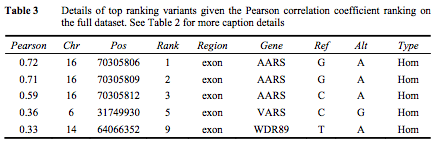 Table 3 Details of top ranking variants given the Pearson correlation coefficient ranking on
the full dataset. See Table 2 for more caption details
Pearson Chr Pos Rank Region Gene Ref Alt Type
0.72 16 70305806 1 exon AARS G A Hom
0.71 16 70305809 2 exon AARS G A Hom
0.59 16 70305812 3 exon AARS C A Hom
0.36 6 31749930 5 exon VARS C G Hom
0.33 14 64066352 9 exon WDR89 T A Hom